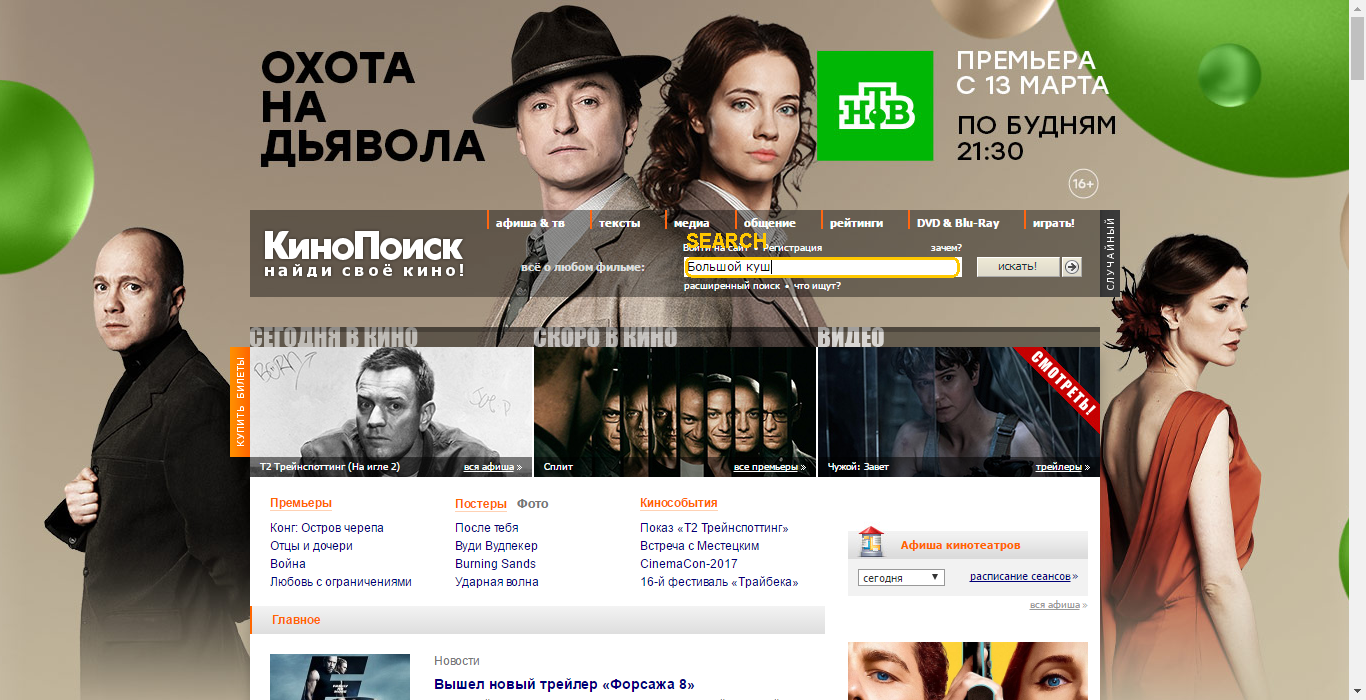 ОХОТА
НА
ДЬЯВОЛА
НТВ
ПРЕМЬЕРА
С 13 МАРТА
ПО БУДНЯМ
21:30
16+
афиша & тв
тексты
медиа
общение
рейтинги
DVD & Blu-Ray
играть!
СЛУЧАЙНЫЙ
КиноПоиск
найди своё кино!
SEARCH
Войти на сайт • Регистрация
зачем?
всё о любом фильме:
Большой куш
искать!
расширенный поиск • что ищут?
СЕГОДНЯ В КИНО
СКОРО В КИНО
ВИДЕО
КУПИТЬ БИЛЕТЫ
СМОТРЕТЬ!
Т2 Трейнспоттинг (На игле 2)
вся афиша »
Сплит
все премьеры »
Чужой: Завет
трейлеры »
Премьеры
Конг: Остров черепа
Отцы и дочери
Война
Любовь с ограничениями
Постеры Фото
После тебя
Вуди Вудпекер
Burning Sands
Ударная волна
Кинособытия
Показ «Т2 Трейнспоттинг»
Встреча с Местецким
CinemaCon-2017
16-й фестиваль «Трайбека»
Афиша кинотеатров
сегодня
расписание сеансов »
вся афиша »
Главное
Новости
Вышел новый трейлер «Форсажа 8»